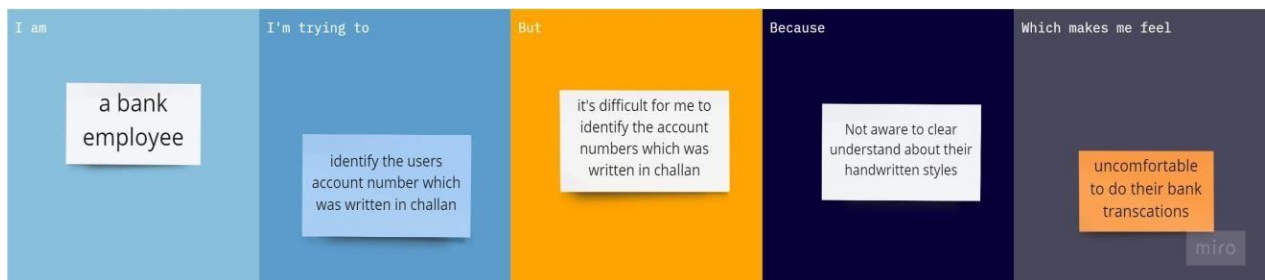 I am
a bank
employee
I'm trying to
identify the users
account number which
was written in challan
But
it's difficult for me to
identify the account
numbers which was
written in challan
Because
Not aware to clear
understand about their
handwritten styles
Which makes me feel
uncomfortable
to do their bank
transcations
miro